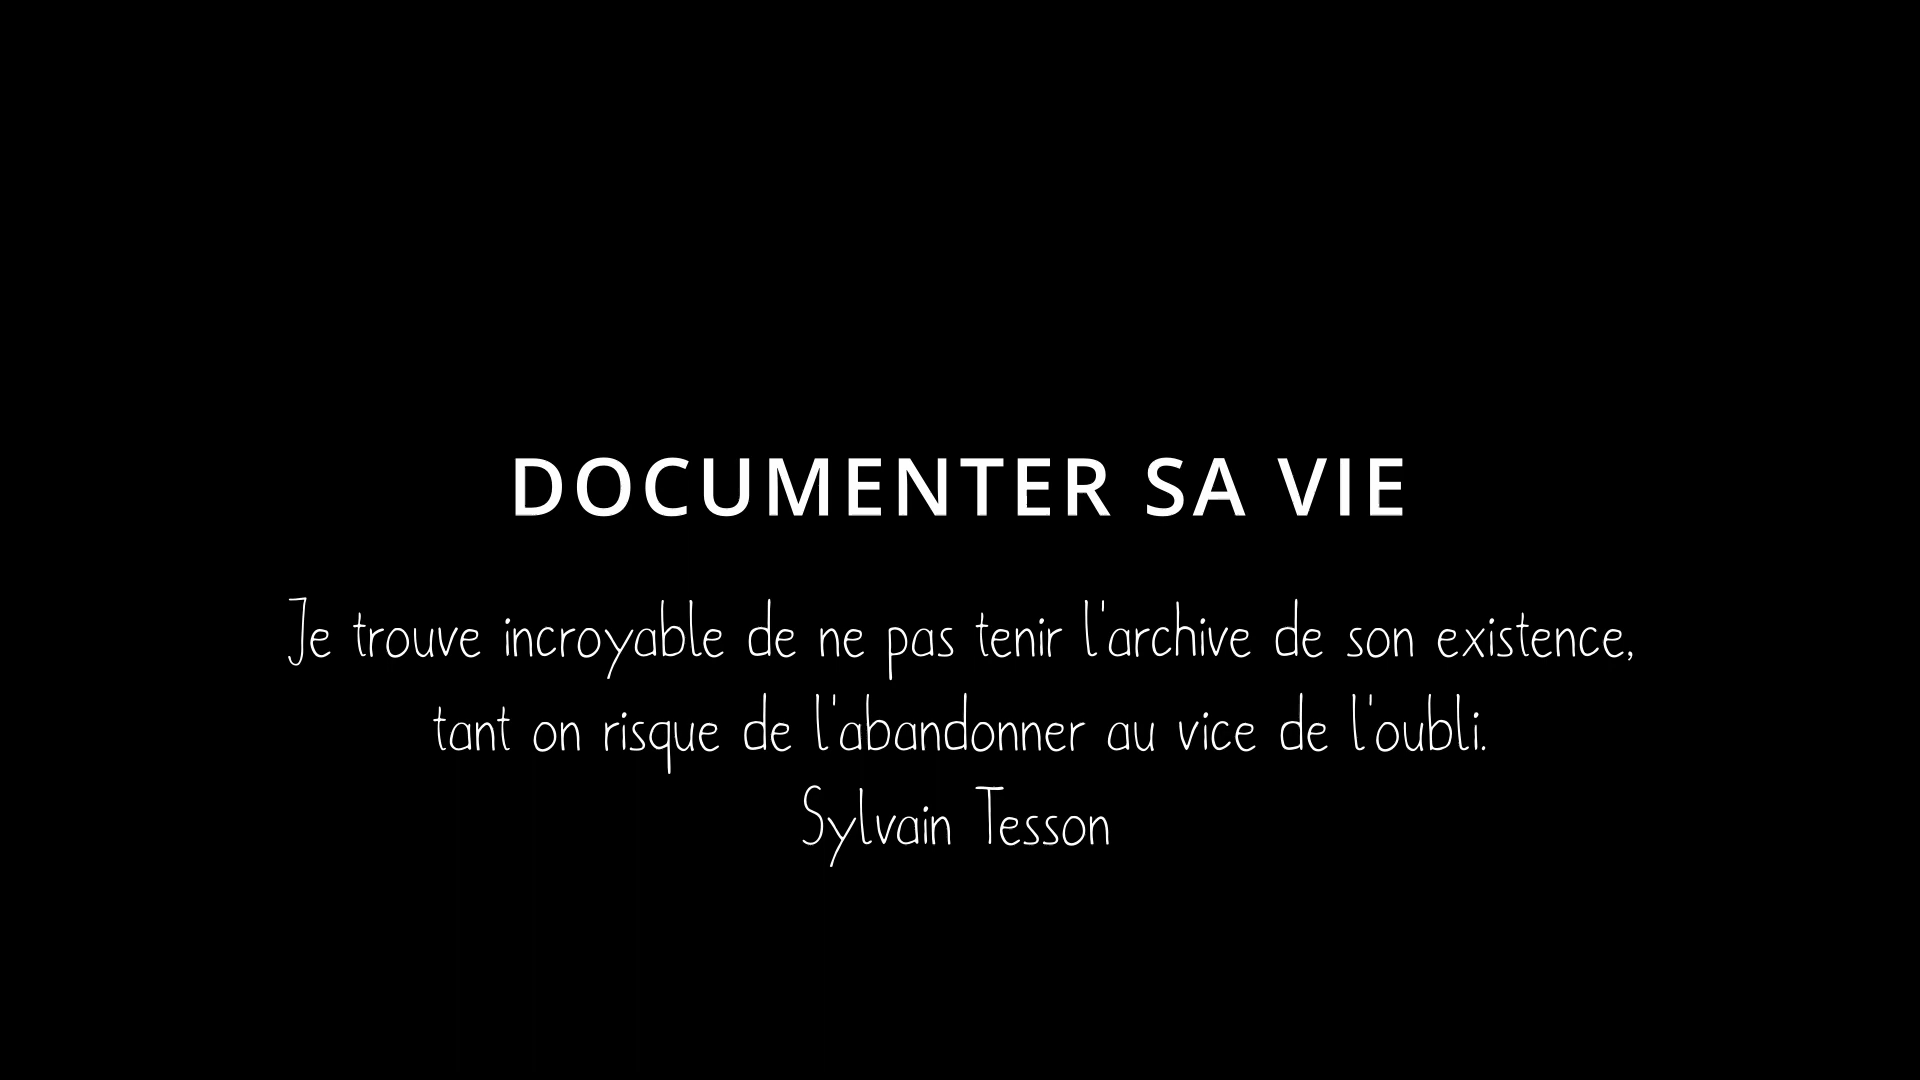 DOCUMENTER SA VIE
Je trouve incroyable de ne pas tenir l'archive de son existence,
tant on risque de l'abandonner au vice de l'oubli.
Sylvain Tesson